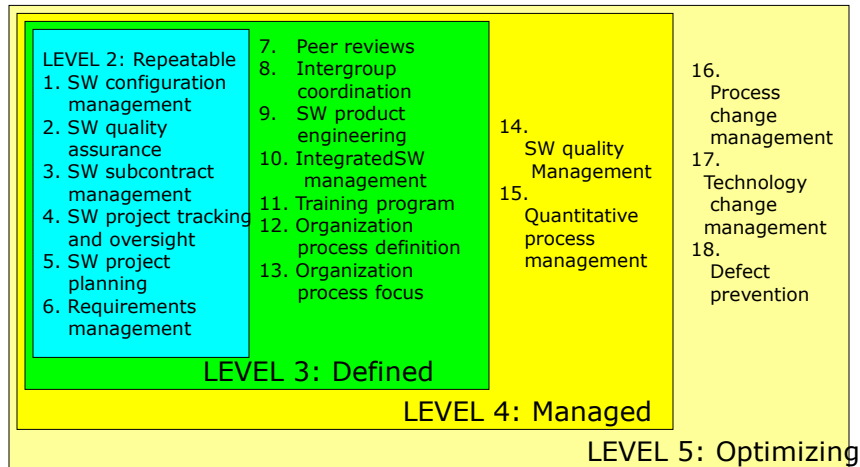 LEVEL 2: Repeatable
1. SW configuration
management
2. SW quality
assurance
3. SW subcontract
management
4. SW project tracking
and oversight
5. SW project
planning
6. Requirements
management
7. Peer reviews
8. Intergroup
coordination
9. SW product
engineering
10. IntegratedSW
management
11. Training program
12. Organization
process definition
13. Organization
process focus
LEVEL 3: Defined
14.
SW quality
Management
15.
Quantitative
process
management
LEVEL 4: Managed
16.
Process
change
management
17.
Technology
change
management
18.
Defect
prevention
LEVEL 5: Optimizing